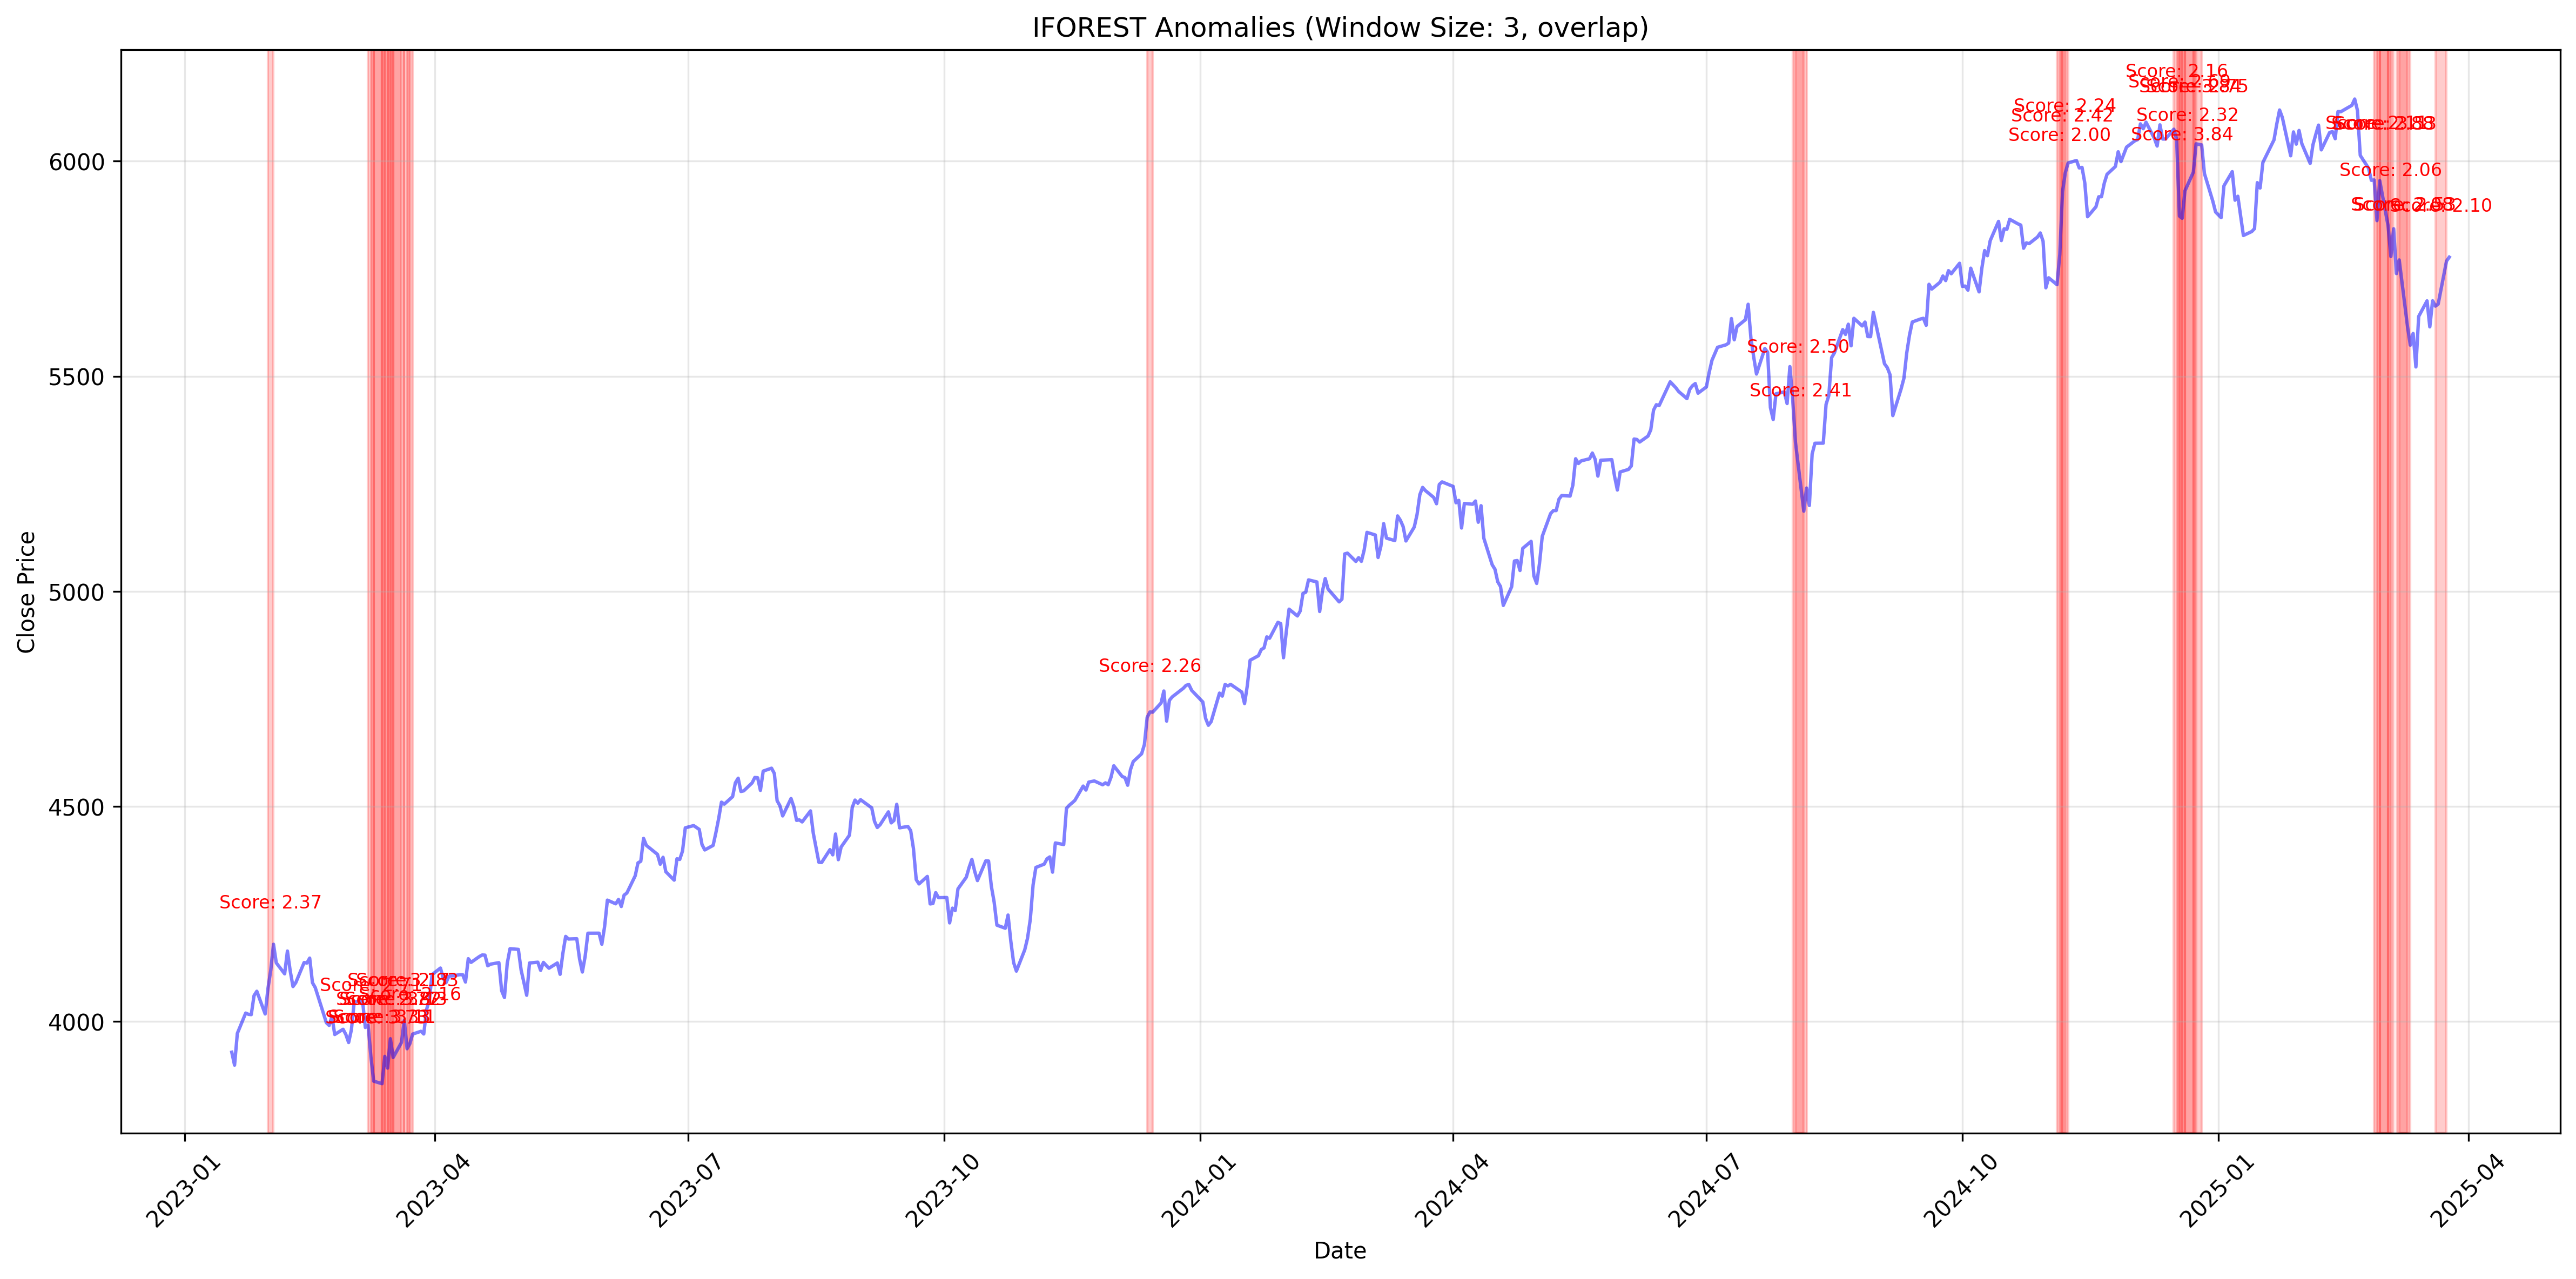 IFOREST Anomalies (Window Size: 3, overlap)
Close Price
6000
5500
5000
4500
4000
Score: 2.37
Score: 2.26
Score: 2.50
Score: 2.41
Score: 2.24
Score: 2.42
Score: 2.00
Score: 2.16
Score: 2.32
Score: 3.84
Score: 2.06
2023-01
2023-04
2023-07
2023-10
2024-01
2024-04
2024-07
2024-10
2025-01
2025-04
Date